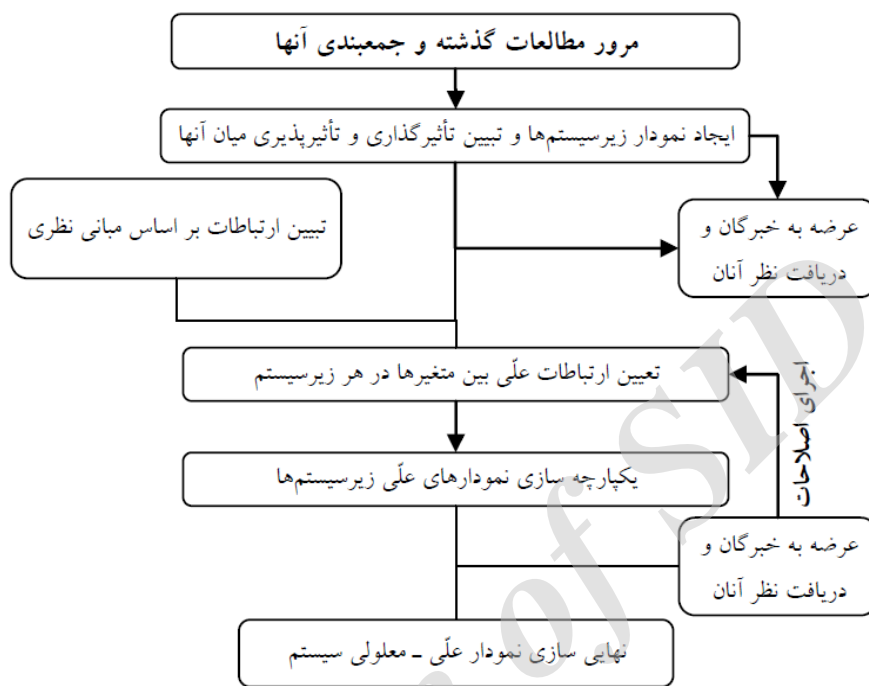 مرور مطالعات گذشته و جمعبندی آنها
ایجاد نمودار زیرسیستم‌ها و تبیین تأثیرگذاری و تأثیرپذیری میان آنها
تبیین ارتباطات بر اساس مبانی نظری
عرضه به خبرگان و
دریافت نظر آنان
تعیین ارتباطات علّی بین متغیرها در هر زیرسیستم
اجرای اصلاحات
یکپارچه سازی نمودارهای علّی زیرسیستم‌ها
عرضه به خبرگان و
دریافت نظر آنان
نهایی سازی نمودار علّی ـ معلولی سیستم
of SID